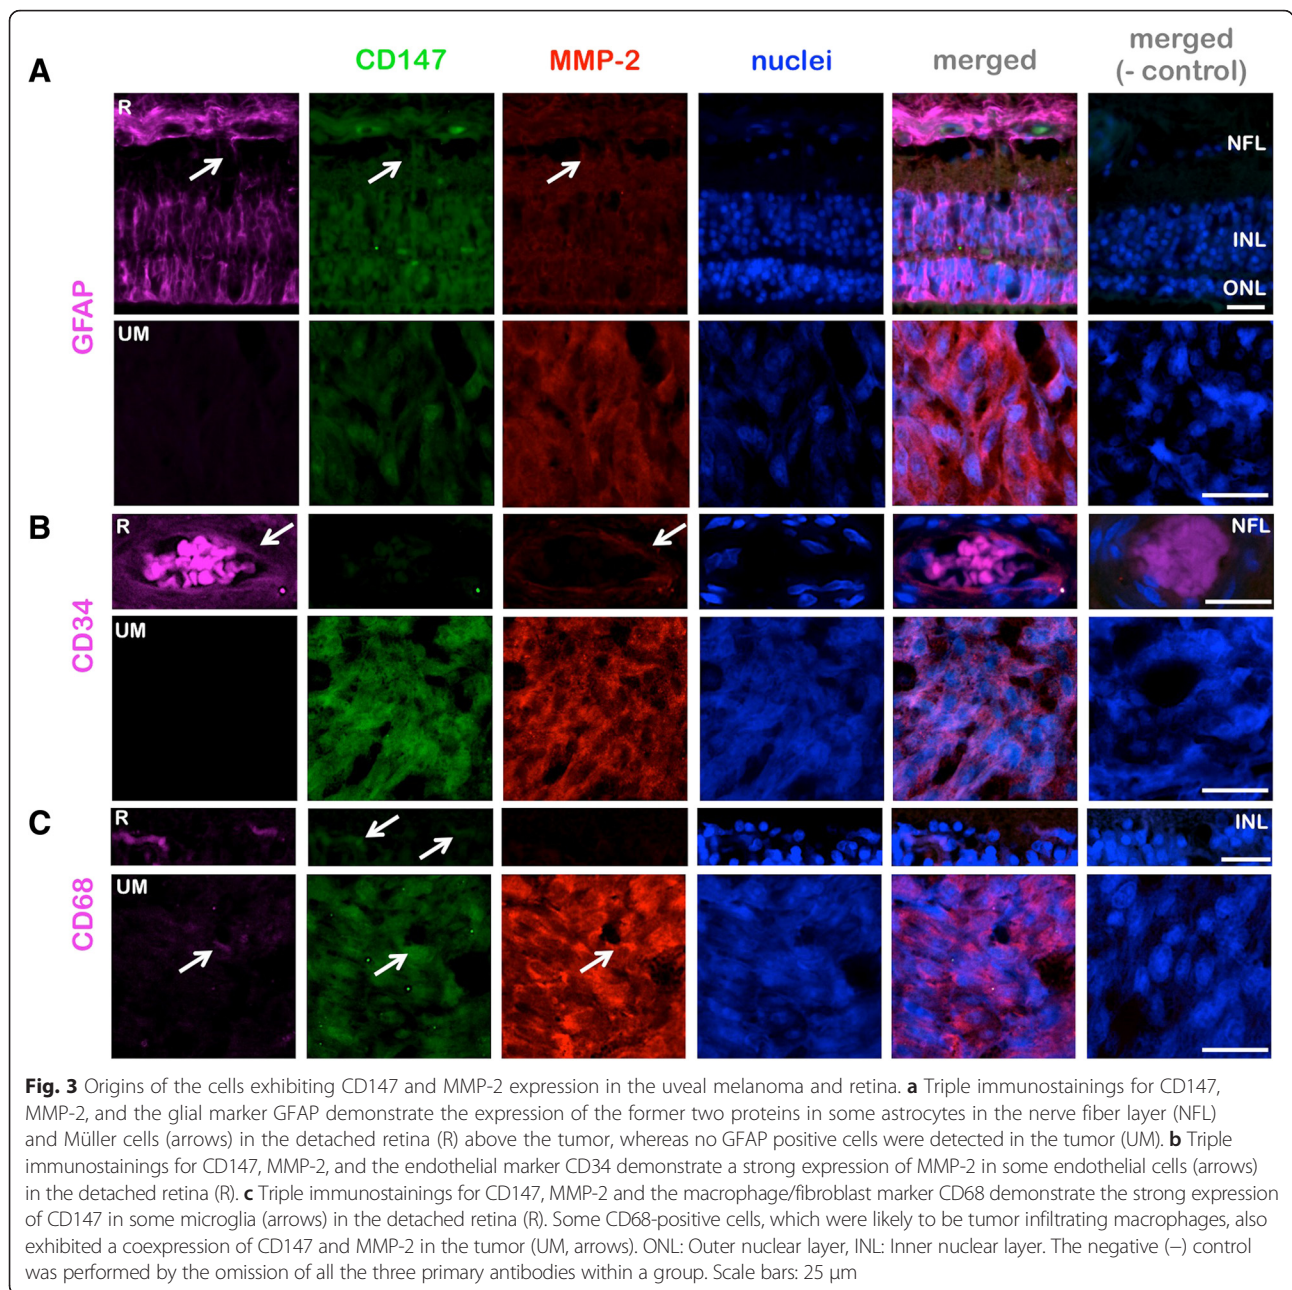 CD147 MMP-2 nuclei merged merged
(- control)
A
R
NFL
INL
ONL
GFAP
UM
B
R
NFL
CD34
UM
C
R
INL
CD68
UM
Fig. 3 Origins of the cells exhibiting CD147 and MMP-2 expression in the uveal melanoma and retina. a Triple immunostainings for CD147,
MMP-2, and the glial marker GFAP demonstrate the expression of the former two proteins in some astrocytes in the nerve fiber layer (NFL)
and Müller cells (arrows) in the detached retina (R) above the tumor, whereas no GFAP positive cells were detected in the tumor (UM). b Triple
immunostainings for CD147, MMP-2, and the endothelial marker CD34 demonstrate a strong expression of MMP-2 in some endothelial cells (arrows)
in the detached retina (R). c Triple immunostainings for CD147, MMP-2 and the macrophage/fibroblast marker CD68 demonstrate the strong expression
of CD147 in some microglia (arrows) in the detached retina (R). Some CD68-positive cells, which were likely to be tumor infiltrating macrophages, also
exhibited a coexpression of CD147 and MMP-2 in the tumor (UM, arrows). ONL: Outer nuclear layer, INL: Inner nuclear layer. The negative (−) control
was performed by the omission of all the three primary antibodies within a group. Scale bars: 25 μm